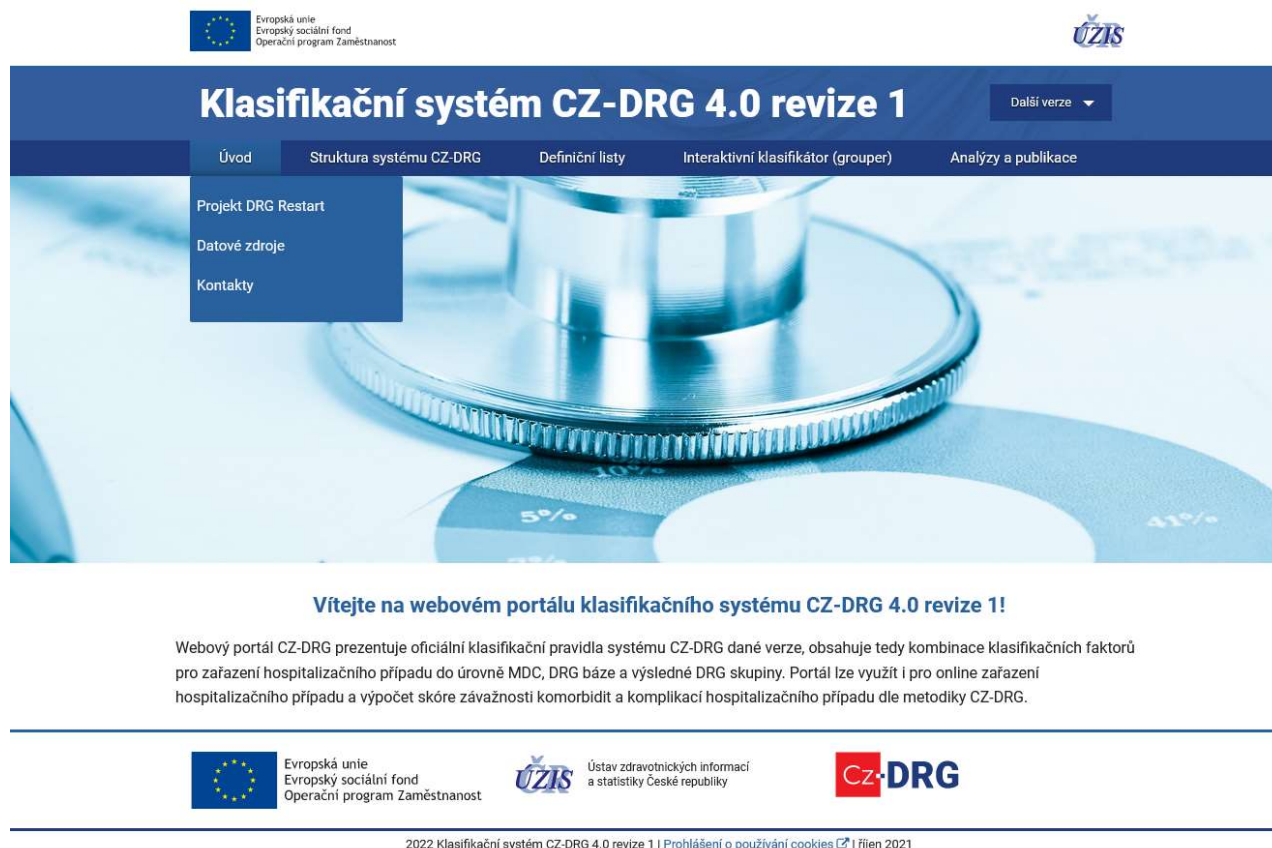 Evropská unie
Evropský sociální fond
Operační program Zaměstnanost
ÚZIS
ČR
Klasifikační systém CZ-DRG 4.0 revize 1
Další verze
Úvod
Struktura systému CZ-DRG
Definiční listy
Interaktivní klasifikátor (grouper)
Analýzy a publikace
Projekt DRG Restart
Datové zdroje
Kontakty
10%
5%
41%
Vítejte na webovém portálu klasifikačního systému CZ-DRG 4.0 revize 1!
Webový portál CZ-DRG prezentuje oficiální klasifikační pravidla systému CZ-DRG dané verze, obsahuje tedy kombinace klasifikačních faktorů
pro zařazení hospitalizačního případu do úrovně MDC, DRG báze a výsledné DRG skupiny. Portál lze využít i pro online zařazení
hospitalizačního případu a výpočet skóre závažnosti komorbidit a komplikací hospitalizačního případu dle metodiky CZ-DRG.
Evropská unie
Evropský sociální fond
Operační program Zaměstnanost
ÚZIS
ČR
Ústav zdravotnických informací
a statistiky České republiky
Cz-DRG
2022 Klasifikační systém CZ-DRG 4.0 revize 1 | Prohlášení o používání cookies | říjen 2021